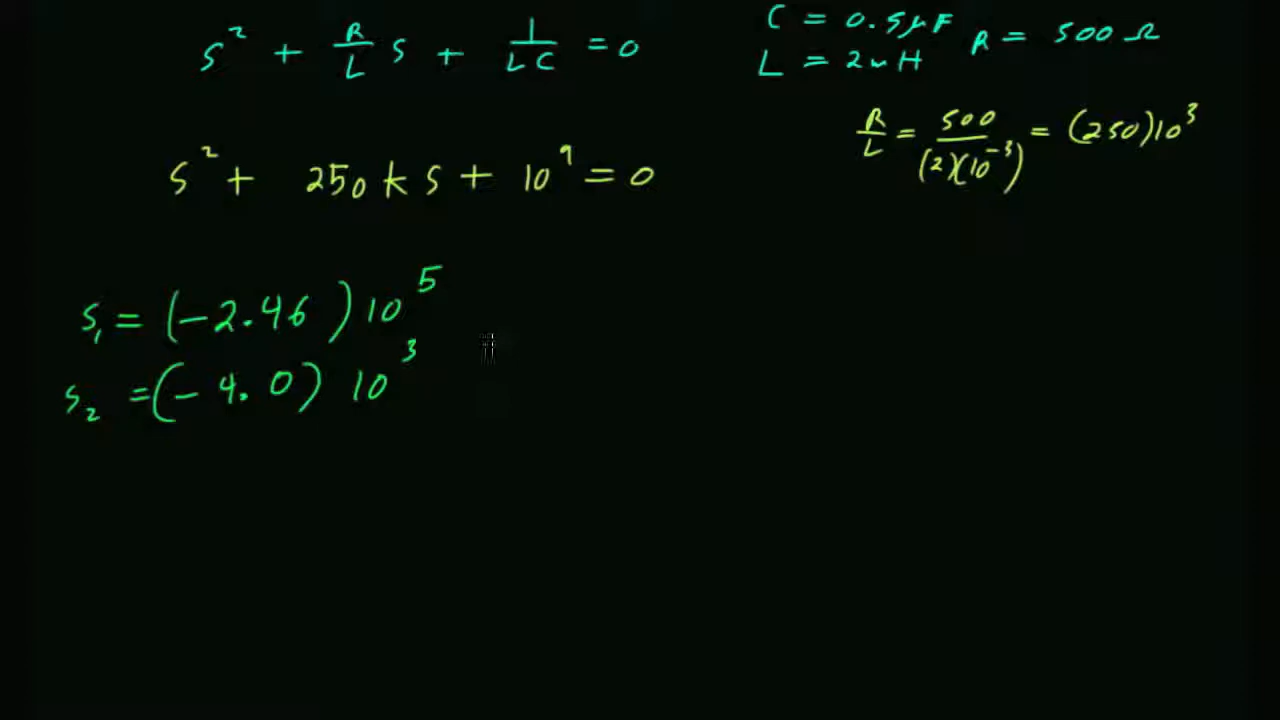 s² + R/L s + 1/LC = 0
C = 0.5μF R = 500 Ω
L = 2mH
R/L = 500/(2)(10⁻³) = (250)10³
s² + 250k s + 10⁹ = 0
s₁ = (-2.46)10⁵
s₂ = (-4.0) 10³